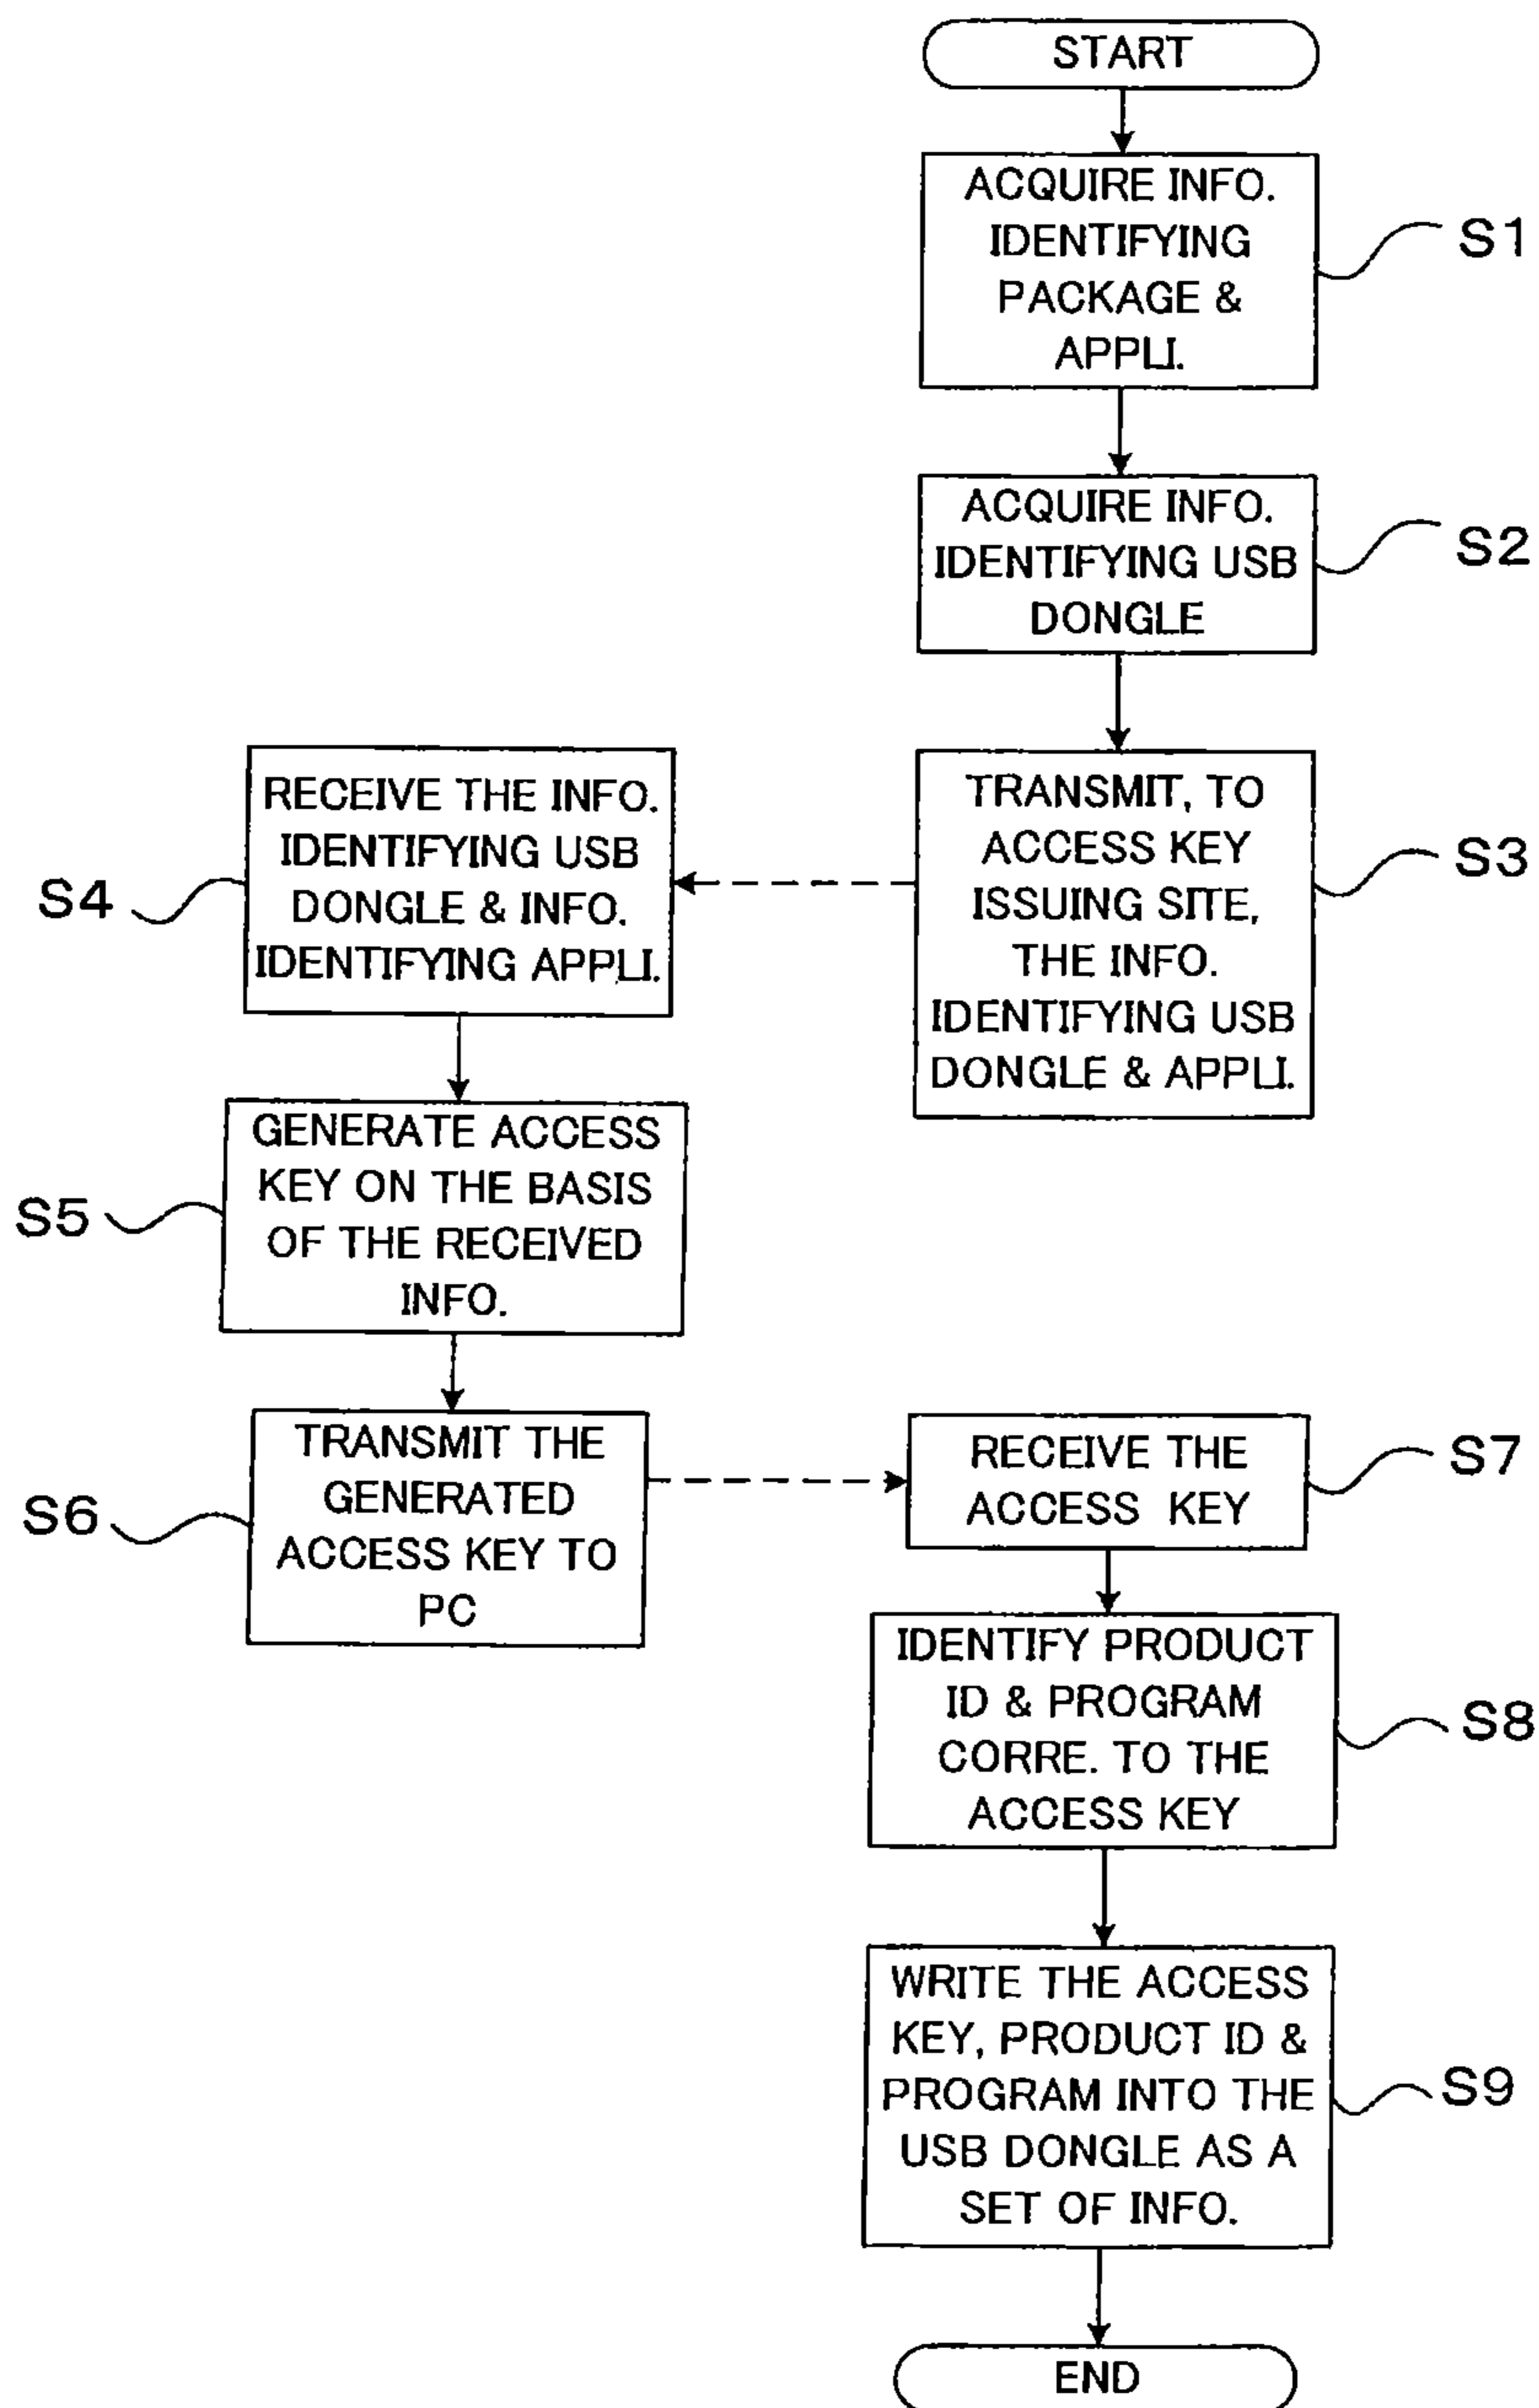 START
ACQUIRE INFO.
IDENTIFYING
PACKAGE &
APPLI.
S1
ACQUIRE INFO.
IDENTIFYING USB
DONGLE
S2
TRANSMIT, TO
ACCESS KEY
ISSUING SITE,
THE INFO.
IDENTIFYING USB
DONGLE & APPLI.
S3
RECEIVE THE INFO.
IDENTIFYING USB
DONGLE & INFO.
IDENTIFYING APPLI.
S4
GENERATE ACCESS
KEY ON THE BASIS
OF THE RECEIVED
INFO.
S5
TRANSMIT THE
GENERATED
ACCESS KEY TO
PC
S6
RECEIVE THE
ACCESS KEY
S7
IDENTIFY PRODUCT
ID & PROGRAM
CORRE. TO THE
ACCESS KEY
S8
WRITE THE ACCESS
KEY, PRODUCT ID &
PROGRAM INTO THE
USB DONGLE AS A
SET OF INFO.
S9
END